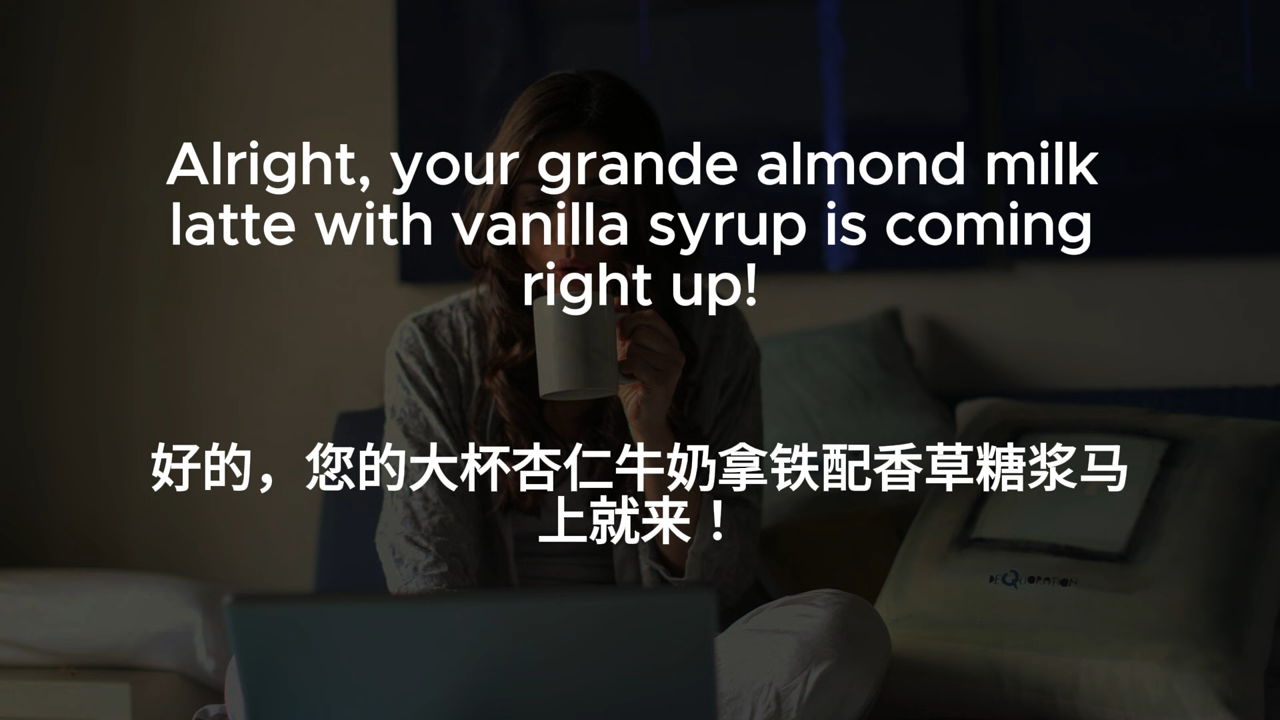 Alright, your grande almond milk
latte with vanilla syrup is coming
right up!
好的，您的大杯杏仁牛奶拿铁配香草糖浆马
上就来！